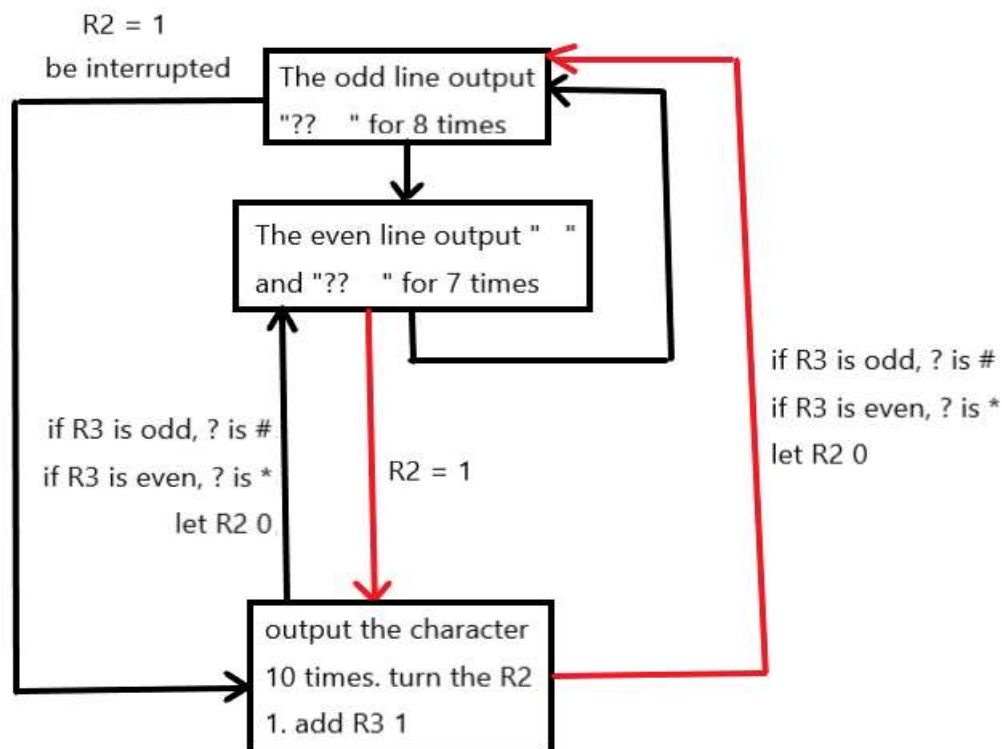 R2 = 1
be interrupted
The odd line output
"??    " for 8 times
The even line output "   "
and "??    " for 7 times
if R3 is odd, ? is #
if R3 is even, ? is *
let R2 0
R2 = 1
if R3 is odd, ? is #
if R3 is even, ? is *
let R2 0
output the character
10 times. turn the R2
1. add R3 1